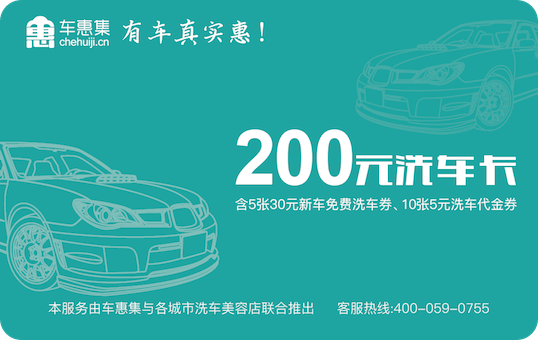 惠 车惠集 有车真实惠！
chehuiji.cn
200元洗车卡
含5张30元新车免费洗车券、10张5元洗车代金券
本服务由车惠集与各城市洗车美容店联合推出 客服热线:400-059-0755